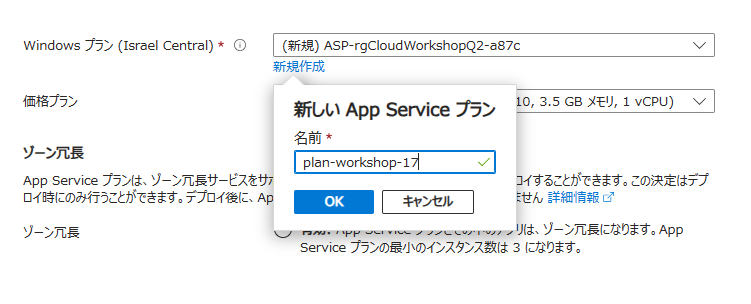 Windows プラン (Israel Central) *
(新規) ASP-rgCloudWorkshopQ2-a87c
新規作成
新しい App Service プラン
価格プラン
10, 3.5 GB メモリ, 1 vCPU)
名前 *
plan-workshop-17
ゾーン冗長
App Service プランは、ゾーン冗長サービスをサポ
ロイすることができます。この決定はデプ
ロイ時にのみ行うことができます。デプロイ後に、Ap
ません 詳細情報
OK
キャンセル
ゾーン冗長
有効: App Service プランとその中のアプリは、ゾーン冗長になります。App
Service プランの最小のインスタンス数は 3 になります。